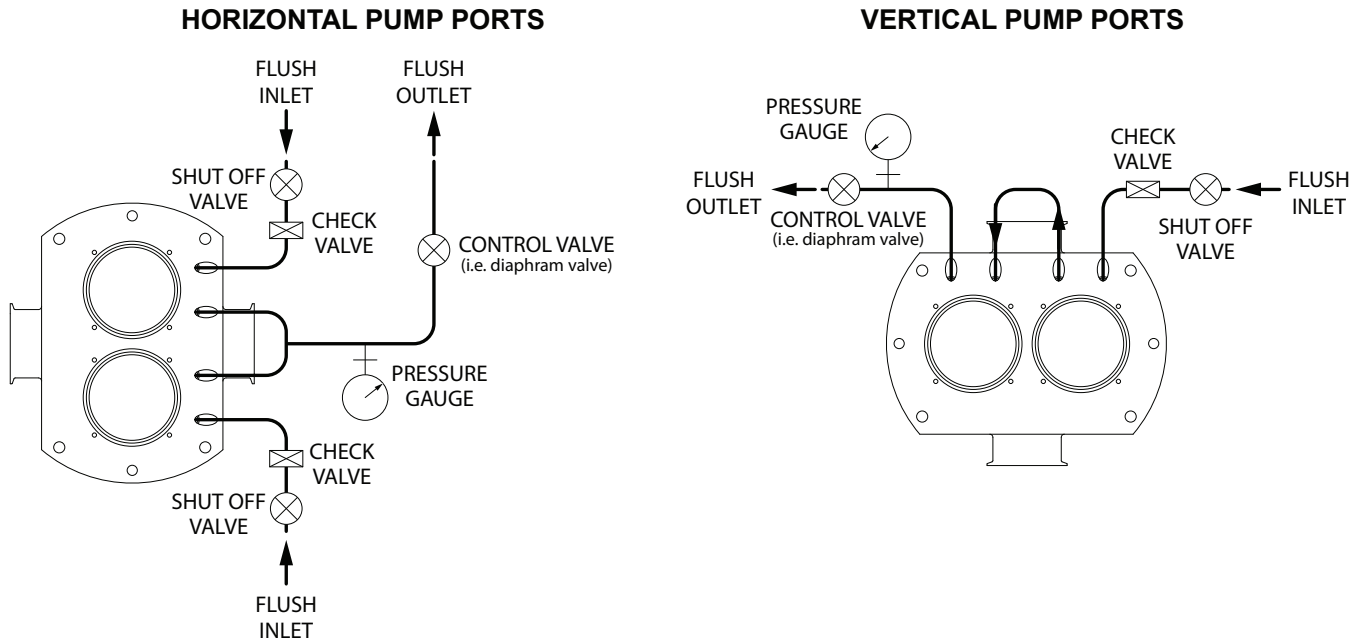 HORIZONTAL PUMP PORTS
FLUSH
INLET
FLUSH
OUTLET
SHUT OFF
VALVE
CHECK
VALVE
CONTROL VALVE
(i.e. diaphram valve)
PRESSURE
GAUGE
CHECK
VALVE
SHUT OFF
VALVE
FLUSH
INLET
VERTICAL PUMP PORTS
PRESSURE
GAUGE
CHECK
VALVE
FLUSH
OUTLET
CONTROL VALVE
(i.e. diaphram valve)
SHUT OFF
VALVE
FLUSH
INLET